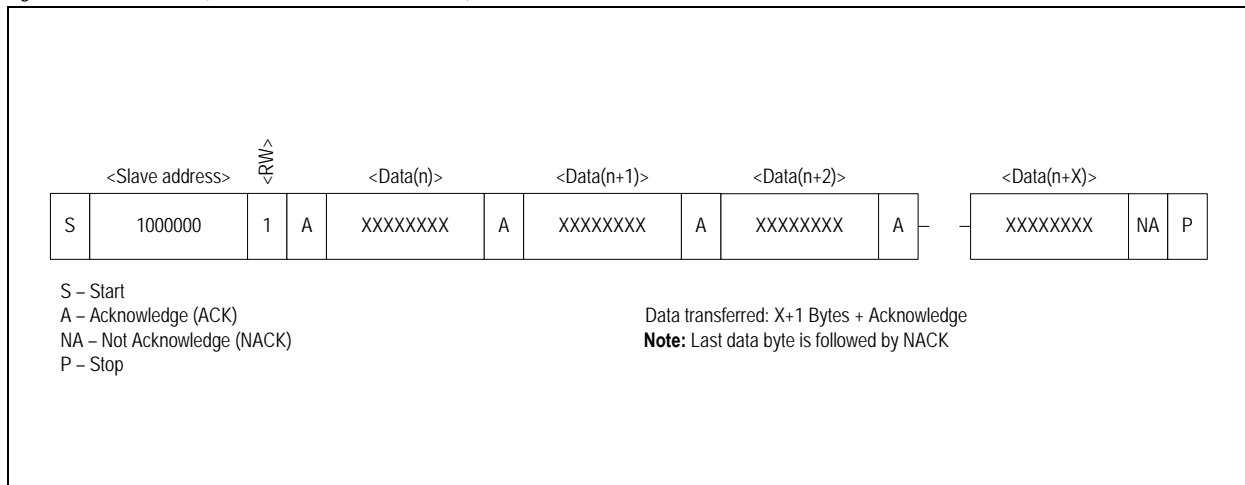 <RW>
<Slave address> <Data(n)> <Data(n+1)> <Data(n+2)> <Data(n+X)>
S 1000000 1 A XXXXXXXX A XXXXXXXX A XXXXXXXX A – – XXXXXXXX NA P
S – Start
A – Acknowledge (ACK)
NA – Not Acknowledge (NACK)
P – Stop
Data transferred: X+1 Bytes + Acknowledge
Note: Last data byte is followed by NACK